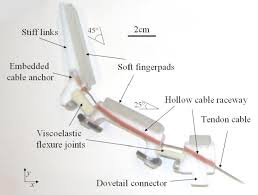 Stiff links
45°
2cm
Embedded
cable anchor
Soft fingerpads
25°
Hollow cable raceway
Tendon cable
Viscoelastic
flexure joints
Dovetail connector
y
x